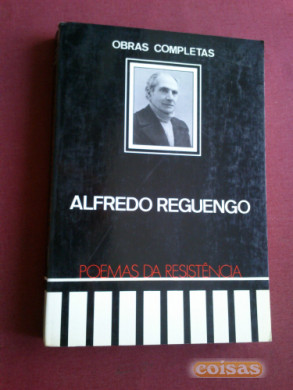 OBRAS COMPLETAS
ALFREDO REGUENGO
POEMAS DA RESISTÊNCIA
coisas